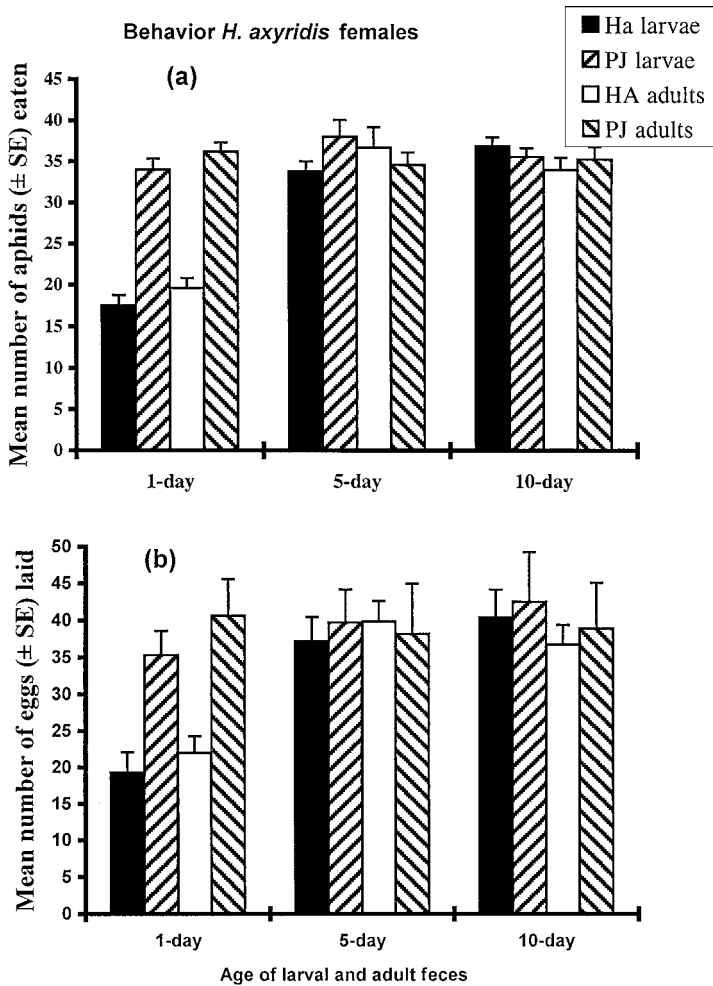 Behavior H. axyridis females
Ha larvae
PJ larvae
HA adults
PJ adults
(a)
Mean number of aphids (± SE) eaten
45
40
35
30
25
20
15
10
5
0
1-day
5-day
10-day
(b)
Mean number of eggs (± SE) laid
50
45
40
35
30
25
20
15
10
5
0
1-day
5-day
10-day
Age of larval and adult feces